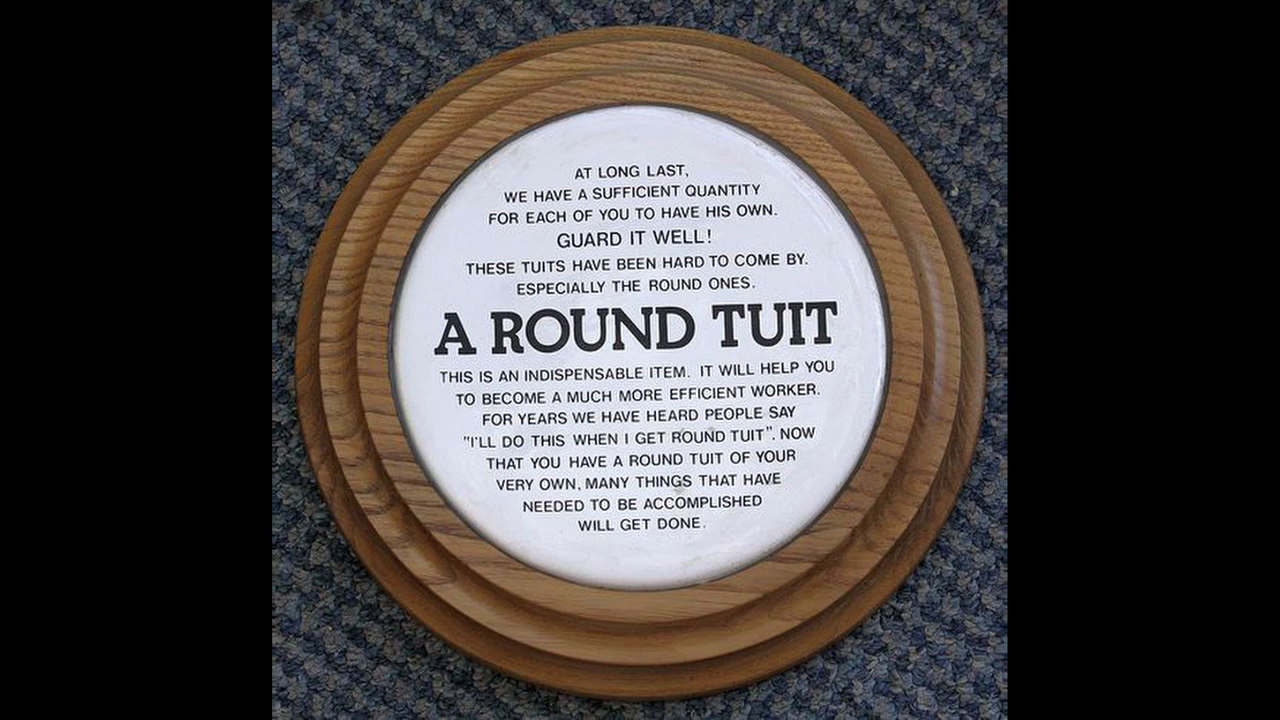 AT LONG LAST,
WE HAVE A SUFFICIENT QUANTITY
FOR EACH OF YOU TO HAVE HIS OWN.
GUARD IT WELL!
THESE TUITS HAVE BEEN HARD TO COME BY.
ESPECIALLY THE ROUND ONES.
A ROUND TUIT
THIS IS AN INDISPENSABLE ITEM. IT WILL HELP YOU
TO BECOME A MUCH MORE EFFICIENT WORKER.
FOR YEARS WE HAVE HEARD PEOPLE SAY
"I'LL DO THIS WHEN I GET ROUND TUIT". NOW
THAT YOU HAVE A ROUND TUIT OF YOUR
VERY OWN, MANY THINGS THAT HAVE
NEEDED TO BE ACCOMPLISHED
WILL GET DONE.